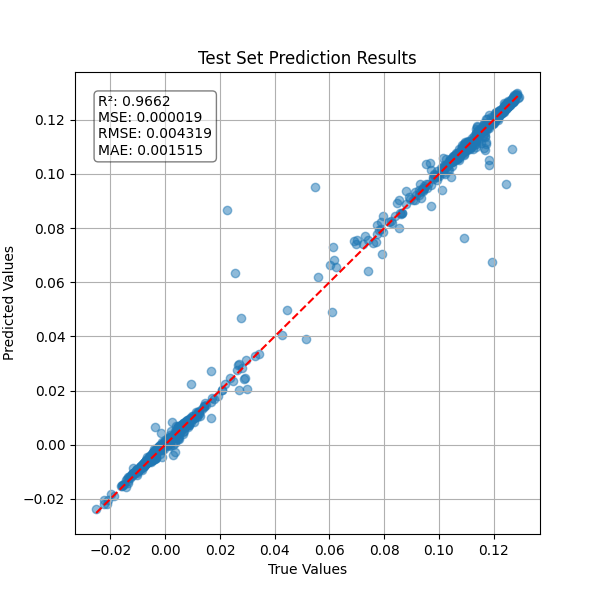 Test Set Prediction Results
R²: 0.9662
MSE: 0.000019
RMSE: 0.004319
MAE: 0.001515
Predicted Values
0.12
0.10
0.08
0.06
0.04
0.02
0.00
−0.02
−0.02 0.00 0.02 0.04 0.06 0.08 0.10 0.12
True Values